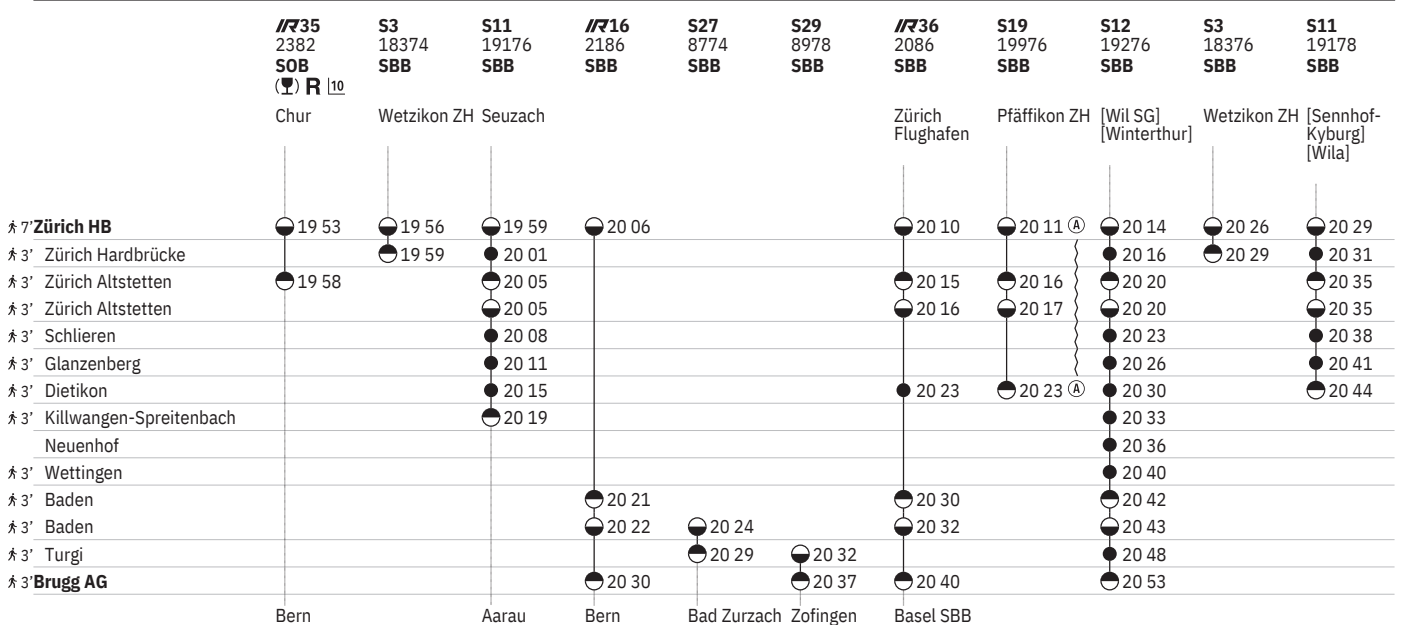 IR35 S3 S11 IR16 S27 S29 IR36 S19 S12 S3 S11
2382 18374 19176 2186 8774 8978 2086 19976 19276 18376 19178
SOB SBB SBB SBB SBB SBB SBB SBB SBB SBB SBB
R 10
Chur Wetzikon ZH Seuzach Zürich Pfäffikon ZH [Wil SG] Wetzikon ZH [Sennhof-
Flughafen [Winterthur] Kyburg]
[Wila]
7’ Zürich HB 19 53 19 56 19 59 20 06 20 10 20 11 A 20 14 20 26 20 29
3’ Zürich Hardbrücke 19 59 20 01 20 16 20 29 20 31
3’ Zürich Altstetten 19 58 20 05 20 15 20 16 20 20 20 35
3’ Zürich Altstetten 20 05 20 16 20 17 20 20 20 35
3’ Schlieren 20 08 20 23 20 38
3’ Glanzenberg 20 11 20 26 20 41
3’ Dietikon 20 15 20 23 20 23 A 20 30 20 44
3’ Killwangen-Spreitenbach 20 19 20 33
Neuenhof 20 36
3’ Wettingen 20 40
3’ Baden 20 21 20 30 20 42
3’ Baden 20 22 20 24 20 32 20 43
3’ Turgi 20 29 20 32 20 48
3’ Brugg AG 20 30 20 37 20 40 20 53
Bern Aarau Bern Bad Zurzach Zofingen Basel SBB